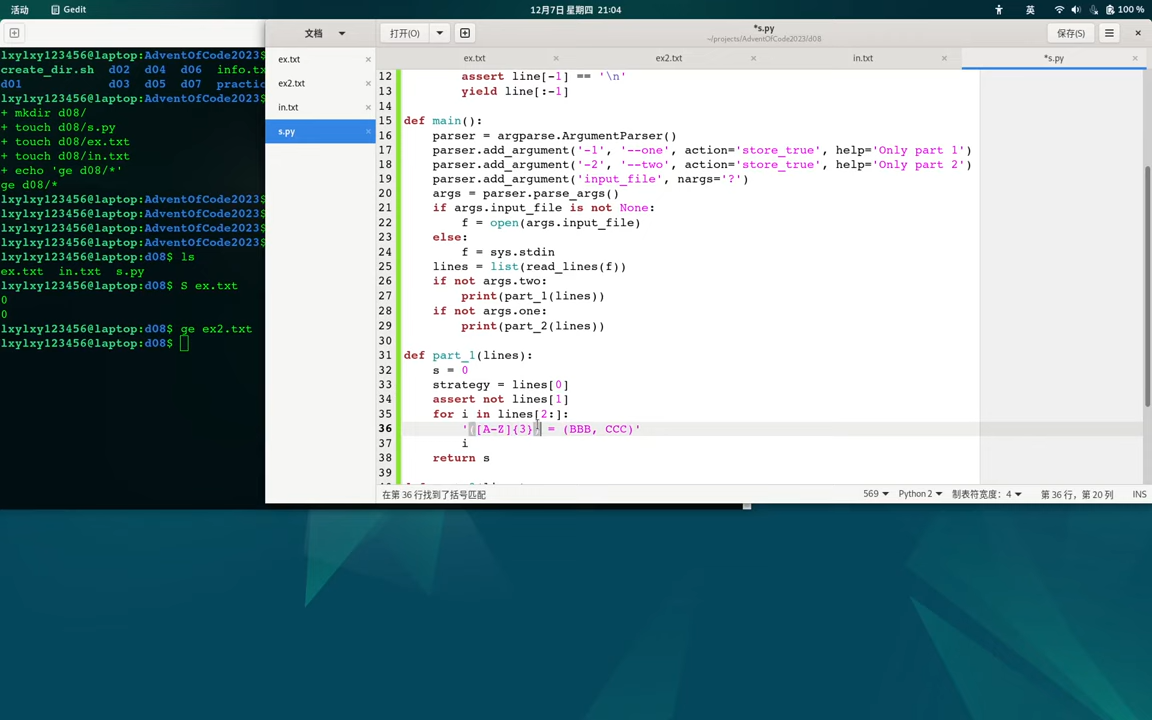 活动 Gedit 12月7日 星期四 21:04 英 100 %
文档 打开(O) *s.py 保存(S)
~/projects/AdventOfCode2023/d08
ex.txt ex2.txt in.txt *s.py
ex.txt
ex2.txt
in.txt
s.py
lxylxy123456@laptop:AdventOfCode2023$
create_dir.sh d02 d04 d06 info.tx
d01 d03 d05 d07 practic
lxylxy123456@laptop:AdventOfCode2023$
+ mkdir d08/
+ touch d08/s.py
+ touch d08/ex.txt
+ touch d08/in.txt
+ echo 'ge d08/*'
ge d08/*
lxylxy123456@laptop:AdventOfCode2023$
lxylxy123456@laptop:AdventOfCode2023$
lxylxy123456@laptop:AdventOfCode2023$
lxylxy123456@laptop:AdventOfCode2023$
lxylxy123456@laptop:d08$ ls
ex.txt in.txt s.py
lxylxy123456@laptop:d08$ S ex.txt
0
0
lxylxy123456@laptop:d08$ ge ex2.txt
lxylxy123456@laptop:d08$
12 assert line[-1] == '\n'
13 yield line[:-1]
14
15 def main():
16 parser = argparse.ArgumentParser()
17 parser.add_argument('-1', '--one', action='store_true', help='Only part 1')
18 parser.add_argument('-2', '--two', action='store_true', help='Only part 2')
19 parser.add_argument('input_file', nargs='?')
20 args = parser.parse_args()
21 if args.input_file is not None:
22 f = open(args.input_file)
23 else:
24 f = sys.stdin
25 lines = list(read_lines(f))
26 if not args.two:
27 print(part_1(lines))
28 if not args.one:
29 print(part_2(lines))
30
31 def part_1(lines):
32 s = 0
33 strategy = lines[0]
34 assert not lines[1]
35 for i in lines[2:]:
36 '([A-Z]{3}) = (BBB, CCC)'
37 i
38 return s
39
在第 36 行找到了括号匹配 569 Python 2 制表符宽度：4 第 36 行，第 20 列 INS